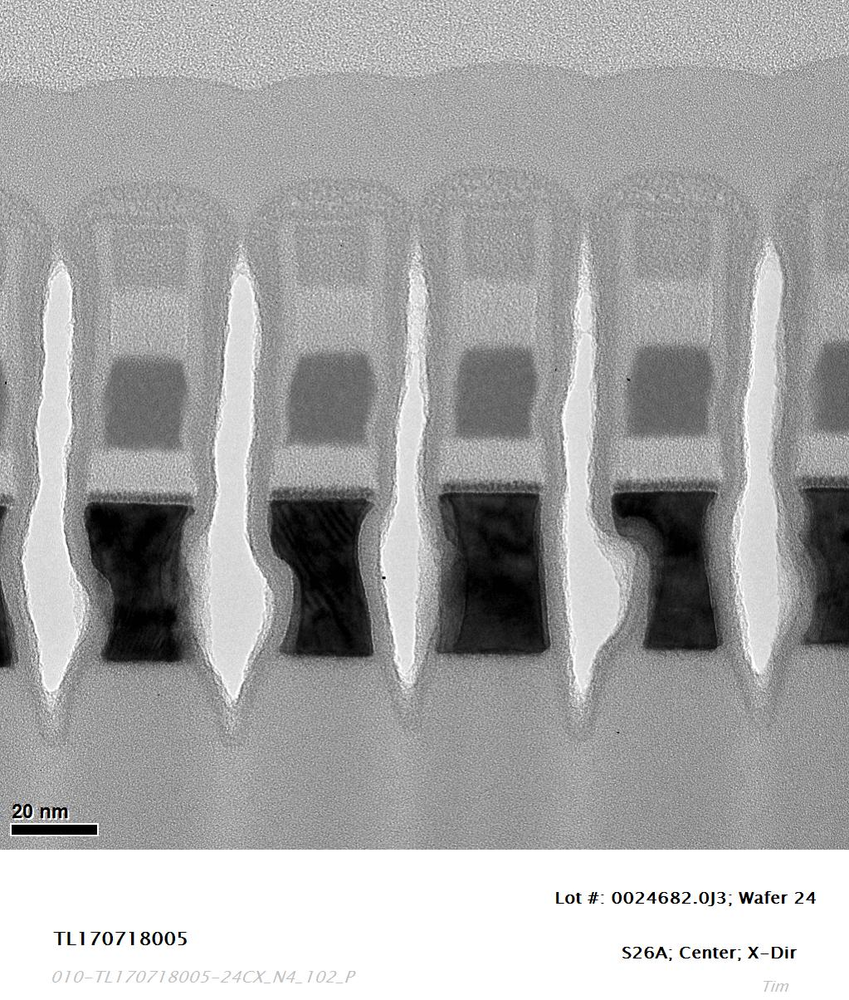 20 nm
Lot #: 0024682.0J3; Wafer 24
TL170718005
S26A; Center; X-Dir
010-TL170718005-24CX_N4_102_P
Tim